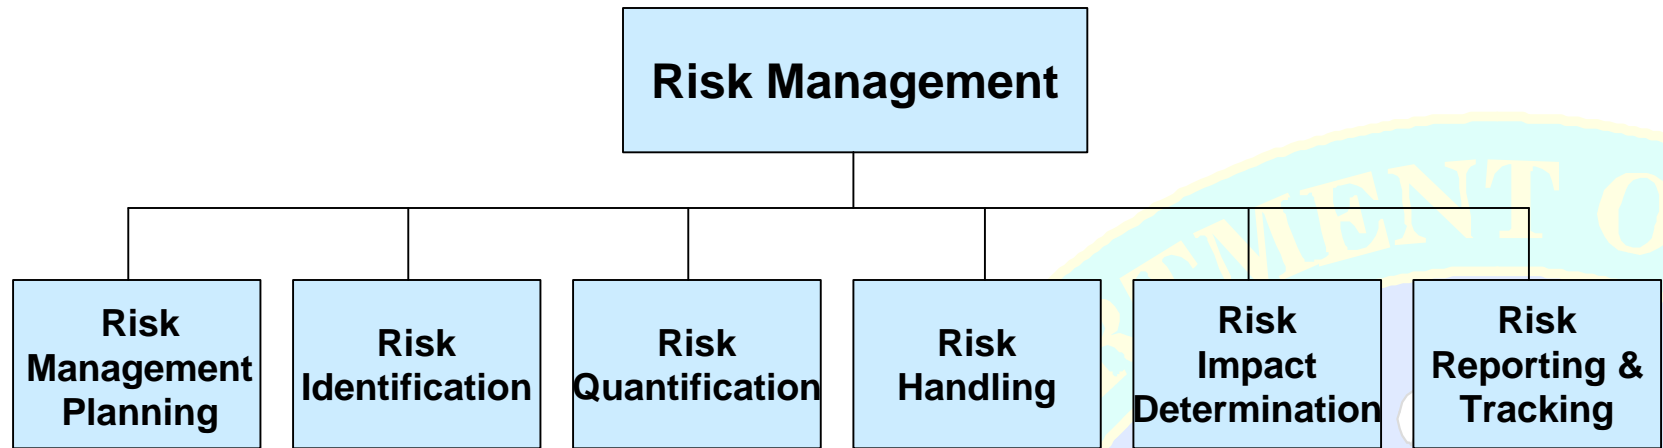 Risk Management
Risk
Management
Planning
Risk
Identification
Risk
Quantification
Risk
Handling
Risk
Impact
Determination
Risk
Reporting &
Tracking